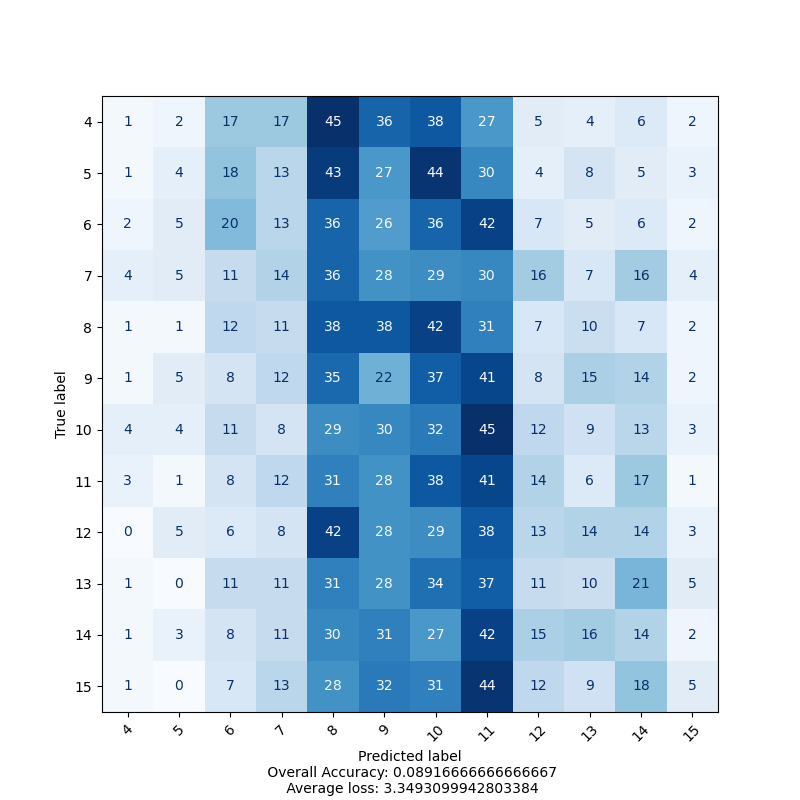 4 1 2 17 17 45 36 38 27 5 4 6 2
5 1 4 18 13 43 27 44 30 4 8 5 3
6 2 5 20 13 36 26 36 42 7 5 6 2
7 4 5 11 14 36 28 29 30 16 7 16 4
8 1 1 12 11 38 38 42 31 7 10 7 2
9 1 5 8 12 35 22 37 41 8 15 14 2
10 4 4 11 8 29 30 32 45 12 9 13 3
11 3 1 8 12 31 28 38 41 14 6 17 1
12 0 5 6 8 42 28 29 38 13 14 14 3
13 1 0 11 11 31 28 34 37 11 10 21 5
14 1 3 8 11 30 31 27 42 15 16 14 2
15 1 0 7 13 28 32 31 44 12 9 18 5
True label
4 5 6 7 8 9 10 11 12 13 14 15
Predicted label
Overall Accuracy: 0.08916666666666667
Average loss: 3.3493099942803384